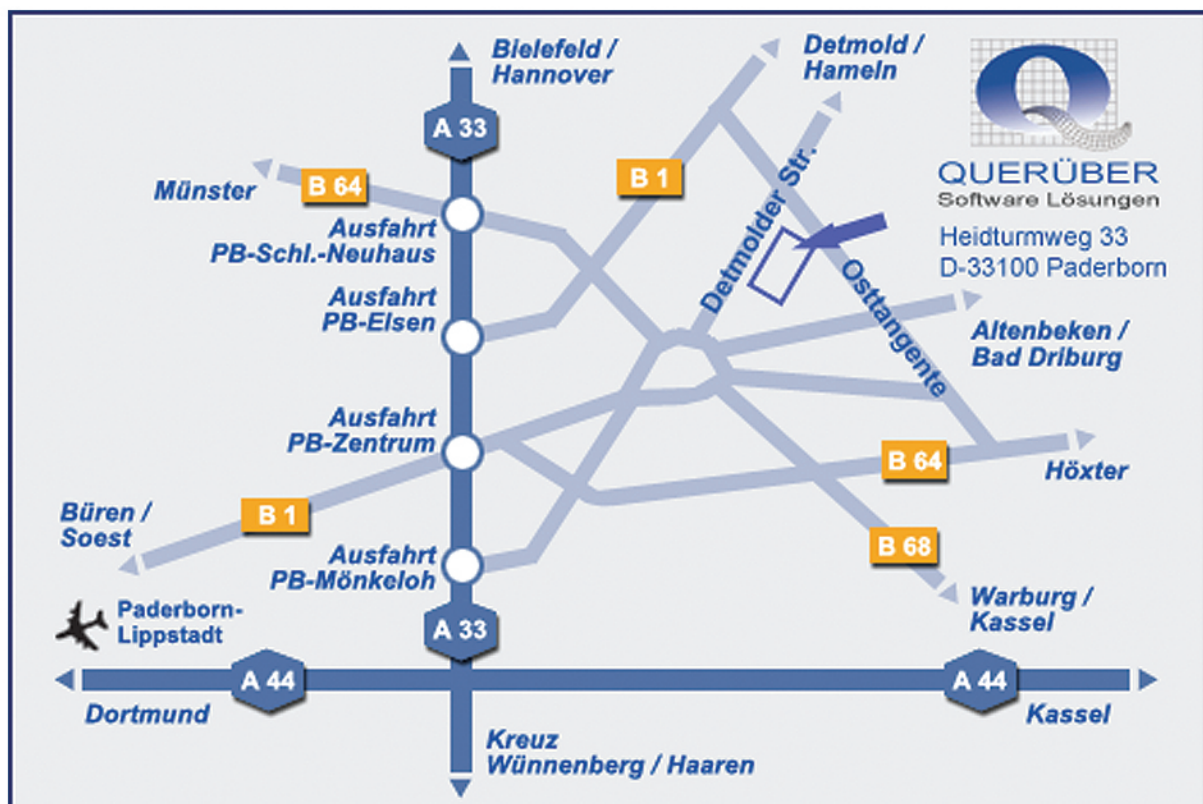 Bielefeld /
Hannover
Detmold /
Hameln
A 33
QUERÜBER
Software Lösungen
Heidturmweg 33
D-33100 Paderborn
B 1
B 64
Münster
Detmolder Str.
Osttangente
Ausfahrt
PB-Schl.-Neuhaus
Ausfahrt
PB-Elsen
Altenbeken /
Bad Driburg
Ausfahrt
PB-Zentrum
B 64
Höxter
B 1
Büren /
Soest
B 68
Ausfahrt
PB-Mönkeloh
Warburg /
Kassel
Paderborn-
Lippstadt
A 33
A 44
A 44
Dortmund
Kassel
Kreuz
Wünnenberg / Haaren